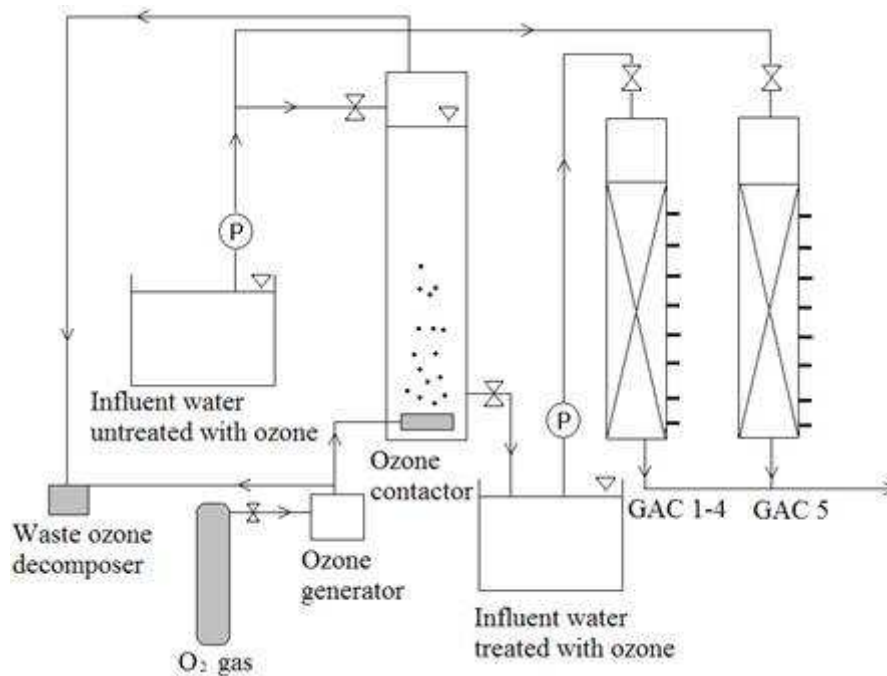 P
Influent water
untreated with ozone
Ozone
contactor
P
GAC 1-4
GAC 5
Waste ozone
decomposer
Ozone
generator
Influent water
treated with ozone
O₂ gas